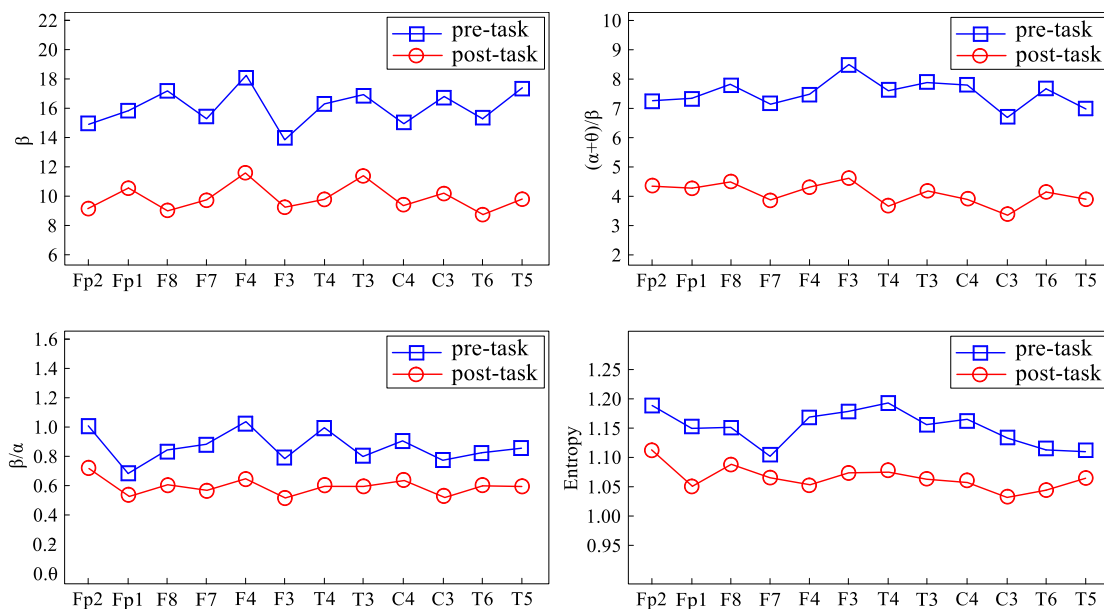 22
20
18
16
14
12
10
8
6
β
pre-task
post-task
Fp2 Fp1 F8 F7 F4 F3 T4 T3 C4 C3 T6 T5
10
9
8
7
6
5
4
3
2
(α+θ)/β
pre-task
post-task
Fp2 Fp1 F8 F7 F4 F3 T4 T3 C4 C3 T6 T5
1.6
1.4
1.2
1.0
0.8
0.6
0.4
0.2
0.0
β/α
pre-task
post-task
Fp2 Fp1 F8 F7 F4 F3 T4 T3 C4 C3 T6 T5
1.25
1.20
1.15
1.10
1.05
1.00
0.95
Entropy
pre-task
post-task
Fp2 Fp1 F8 F7 F4 F3 T4 T3 C4 C3 T6 T5